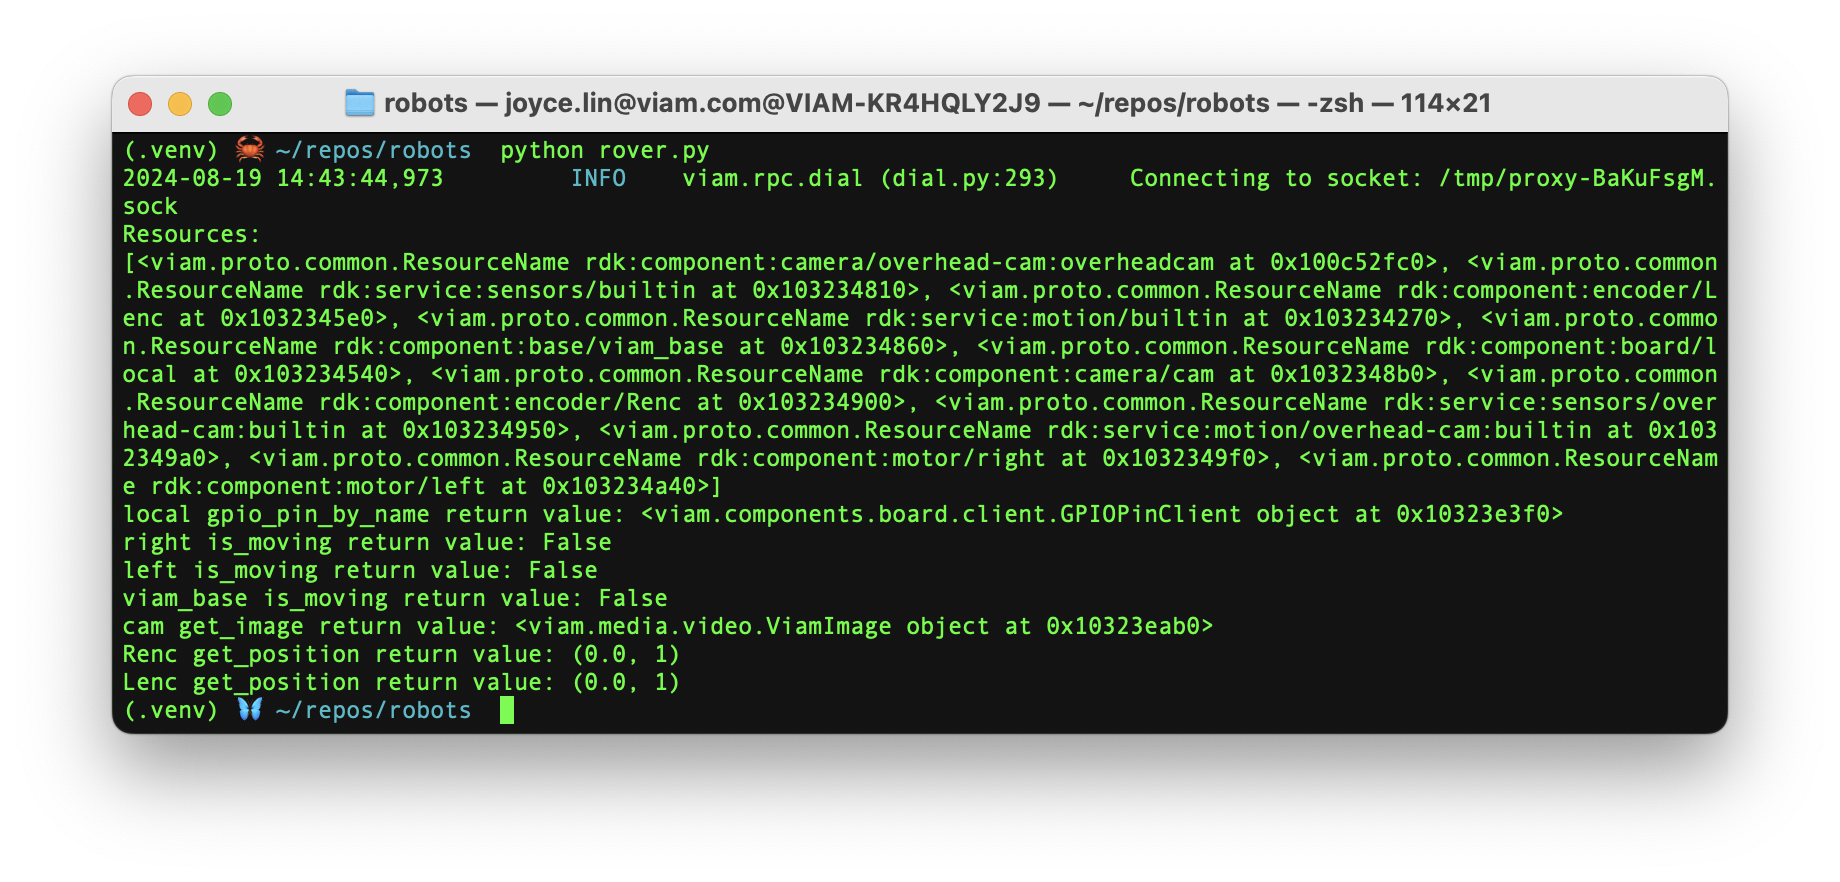 robots — joyce.lin@viam.com@VIAM-KR4HQLY2J9 — ~/repos/robots — -zsh — 114×21
(.venv) 🦀 ~/repos/robots  python rover.py
2024-08-19 14:43:44,973         INFO    viam.rpc.dial (dial.py:293)     Connecting to socket: /tmp/proxy-BaKuFsgM.
sock
Resources:
[<viam.proto.common.ResourceName rdk:component:camera/overhead-cam:overheadcam at 0x100c52fc0>, <viam.proto.common
.ResourceName rdk:service:sensors/builtin at 0x103234810>, <viam.proto.common.ResourceName rdk:component:encoder/L
enc at 0x1032345e0>, <viam.proto.common.ResourceName rdk:service:motion/builtin at 0x103234270>, <viam.proto.commo
n.ResourceName rdk:component:base/viam_base at 0x103234860>, <viam.proto.common.ResourceName rdk:component:board/l
ocal at 0x103234540>, <viam.proto.common.ResourceName rdk:component:camera/cam at 0x1032348b0>, <viam.proto.common
.ResourceName rdk:component:encoder/Renc at 0x103234900>, <viam.proto.common.ResourceName rdk:service:sensors/over
head-cam:builtin at 0x103234950>, <viam.proto.common.ResourceName rdk:service:motion/overhead-cam:builtin at 0x103
2349a0>, <viam.proto.common.ResourceName rdk:component:motor/right at 0x1032349f0>, <viam.proto.common.ResourceNam
e rdk:component:motor/left at 0x103234a40>]
local gpio_pin_by_name return value: <viam.components.board.client.GPIOPinClient object at 0x10323e3f0>
right is_moving return value: False
left is_moving return value: False
viam_base is_moving return value: False
cam get_image return value: <viam.media.video.ViamImage object at 0x10323eab0>
Renc get_position return value: (0.0, 1)
Lenc get_position return value: (0.0, 1)
(.venv) 🦋 ~/repos/robots